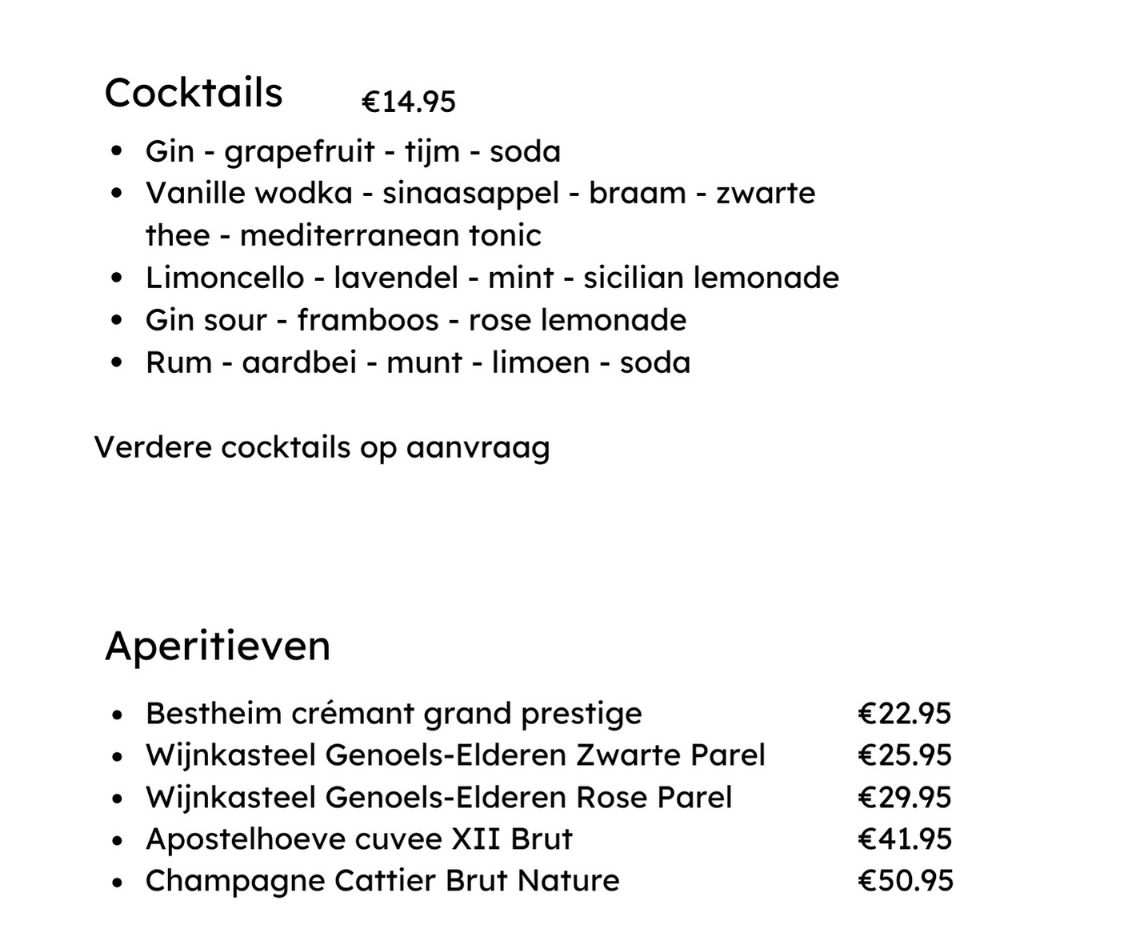 Cocktails €14.95
• Gin - grapefruit - tijm - soda
• Vanille wodka - sinaasappel - braam - zwarte
thee - mediterranean tonic
• Limoncello - lavendel - mint - sicilian lemonade
• Gin sour - framboos - rose lemonade
• Rum - aardbei - munt - limoen - soda
Verdere cocktails op aanvraag
Aperitieven
• Bestheim crémant grand prestige €22.95
• Wijnkasteel Genoels-Elderen Zwarte Parel €25.95
• Wijnkasteel Genoels-Elderen Rose Parel €29.95
• Apostelhoeve cuvee XII Brut €41.95
• Champagne Cattier Brut Nature €50.95